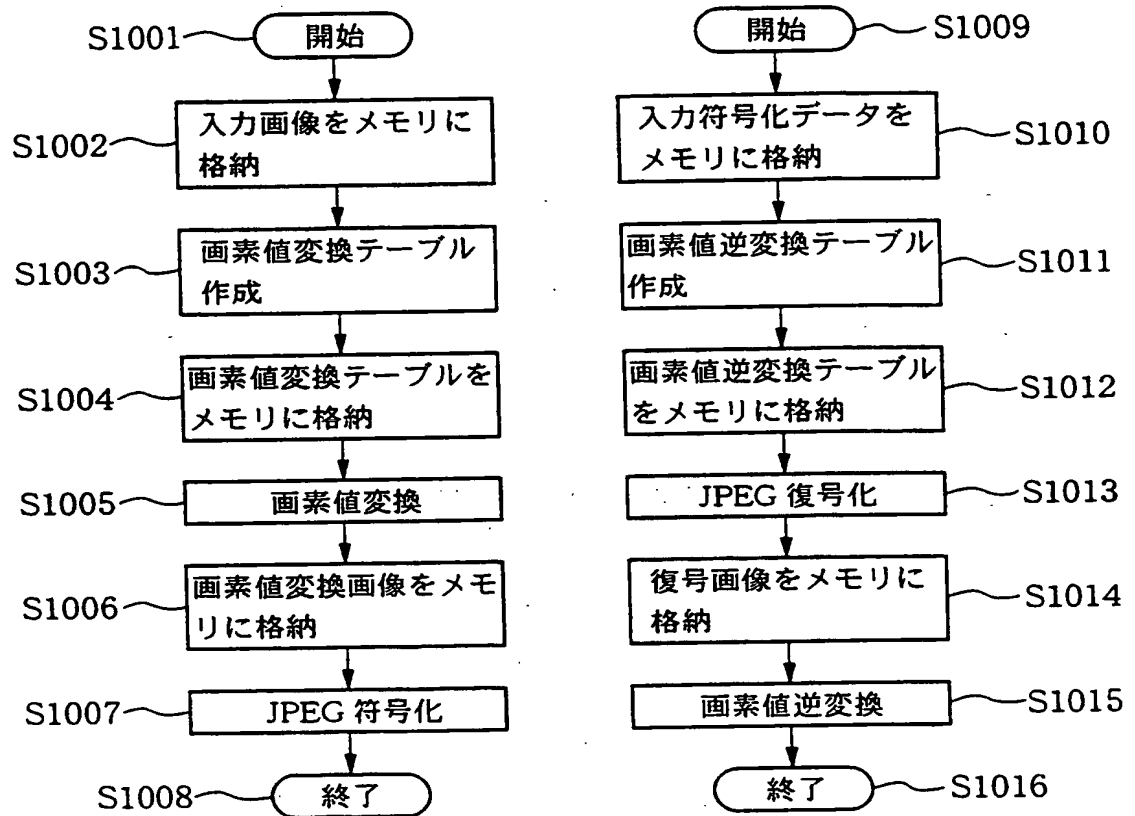 S1001
開始
S1002
入力画像をメモリに
格納
S1003
画素値変換テーブル
作成
S1004
画素値変換テーブルを
メモリに格納
S1005
画素値変換
S1006
画素値変換画像をメモ
リに格納
S1007
JPEG 符号化
S1008
終了
開始
S1009
入力符号化データを
メモリに格納
S1010
画素値逆変換テーブル
作成
S1011
画素値逆変換テーブル
をメモリに格納
S1012
JPEG 復号化
S1013
復号画像をメモリに
格納
S1014
画素値逆変換
S1015
終了
S1016